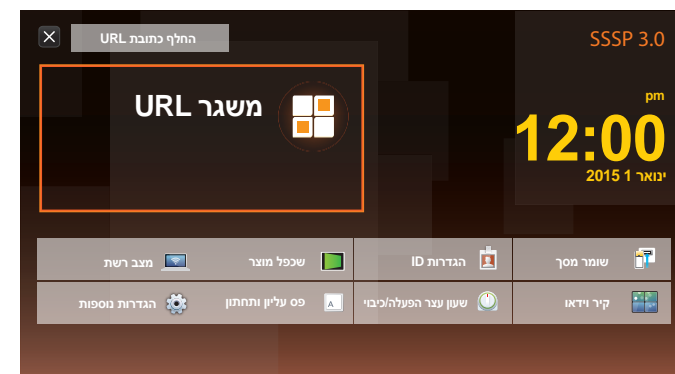 החלף כתובת URL
SSSP 3.0
משגר URL
pm
12:00
ינואר 1 2015
שומר מסך
הגדרות ID
שכפל מוצר
מצב רשת
קיר וידאו
שעון עצר הפעלה/כיבוי
פס עליון ותחתון
A
הגדרות נוספות